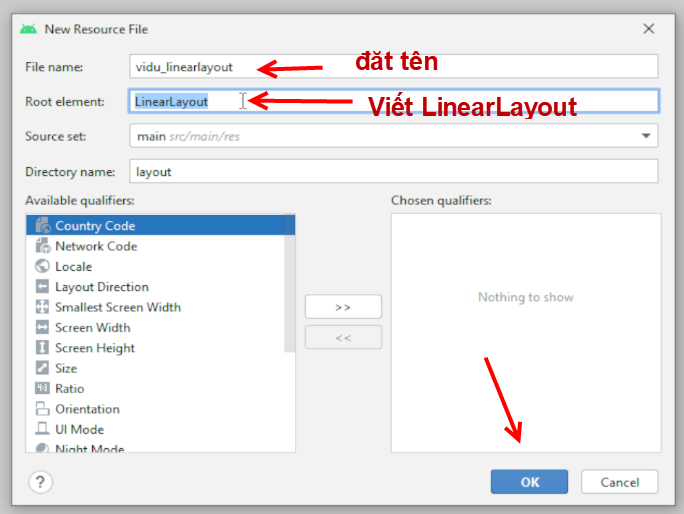 New Resource File
File name: vidu_linearlayout
đăt tên
Root element: LinearLayout
Viết LinearLayout
Source set: main src/main/res
Directory name: layout
Available qualifiers:
Chosen qualifiers:
Country Code
Network Code
Locale
Layout Direction
Smallest Screen Width
Screen Width
Screen Height
Size
Ratio
Orientation
UI Mode
Night Mode
>>
<<
Nothing to show
?
OK
Cancel